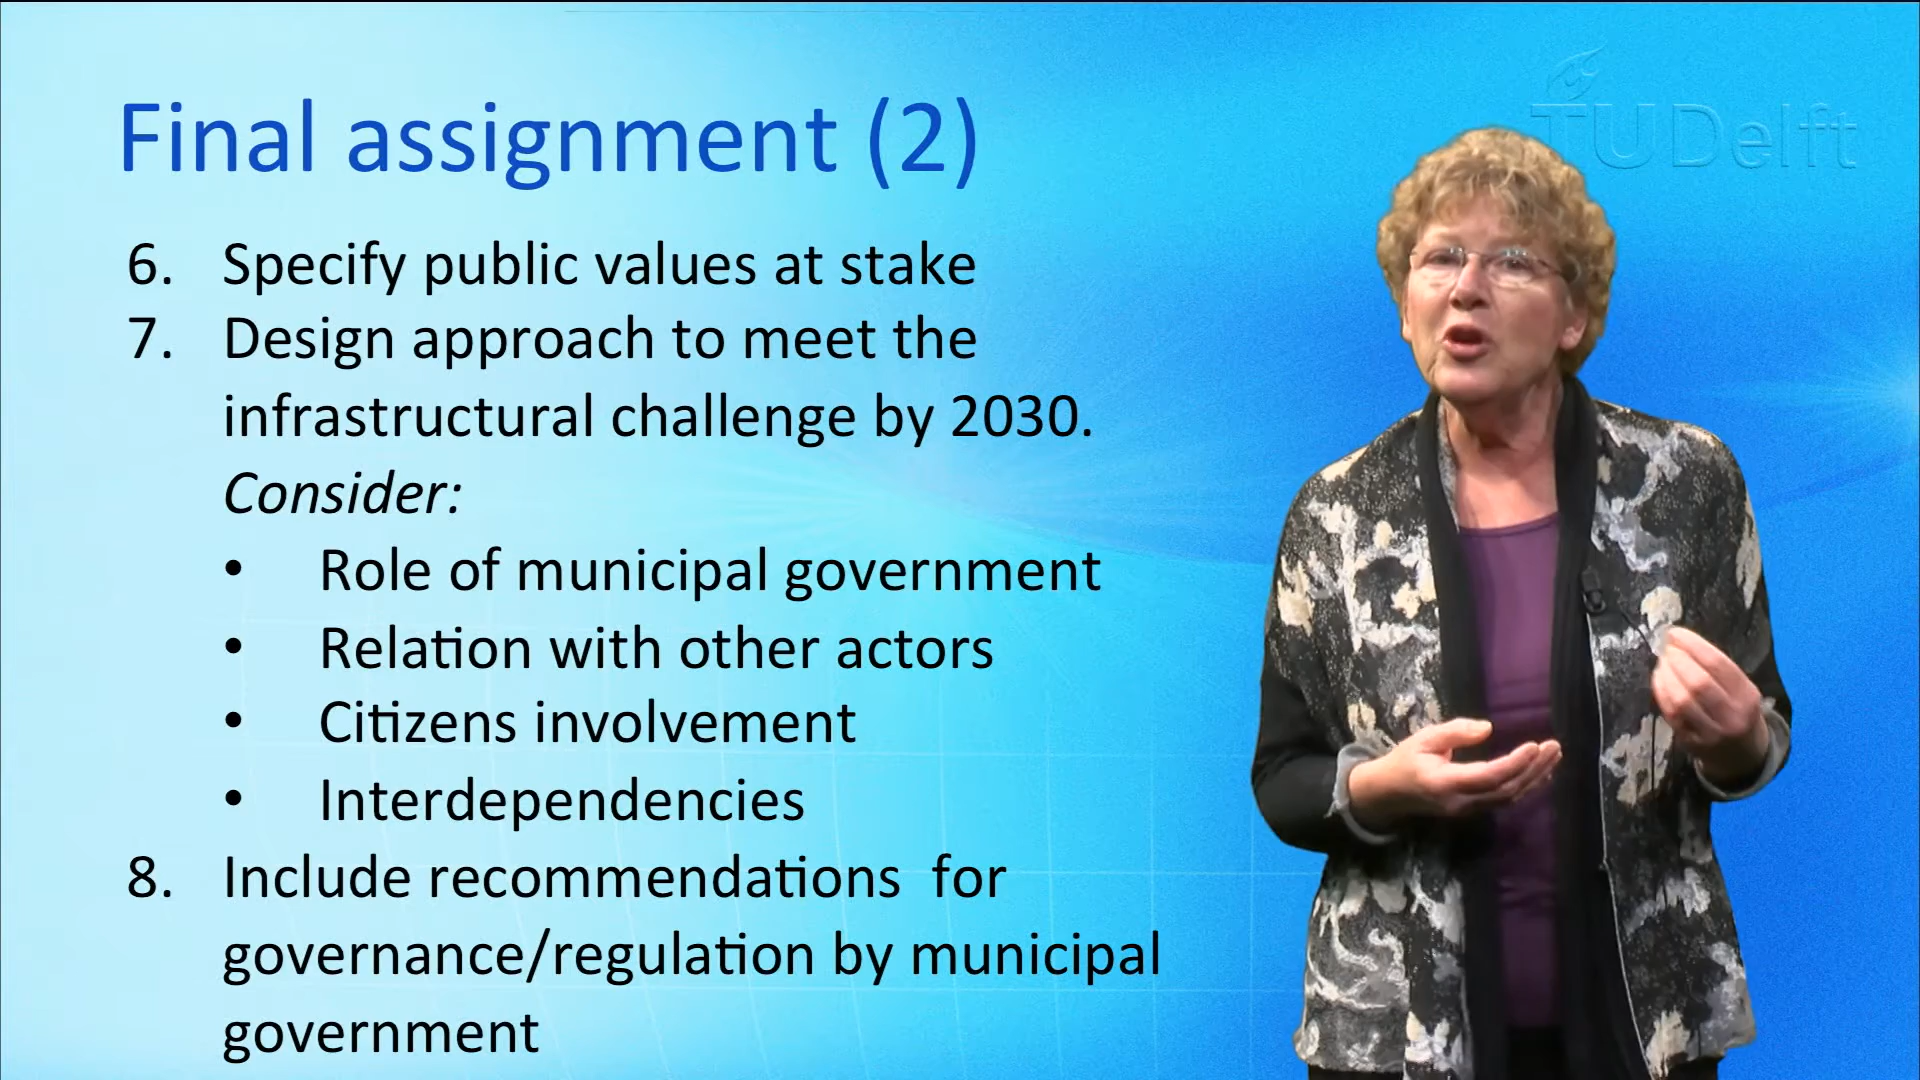 Final assignment (2)
TU Delft
6. Specify public values at stake
7. Design approach to meet the
infrastructural challenge by 2030.
Consider:
• Role of municipal government
• Relation with other actors
• Citizens involvement
• Interdependencies
8. Include recommendations for
governance/regulation by municipal
government